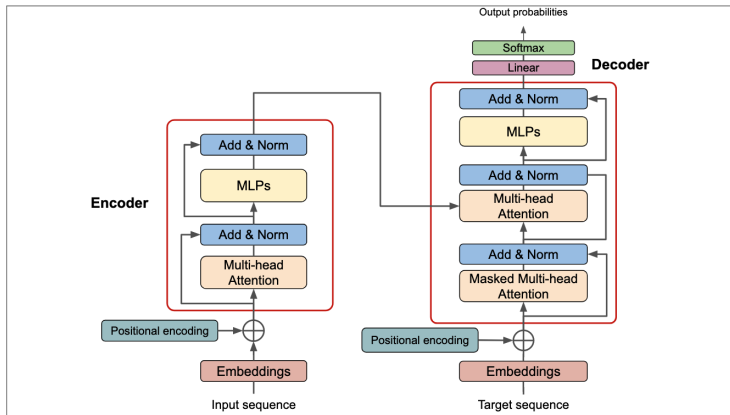 Output probabilities
Softmax
Linear
Decoder
Add & Norm
MLPs
Add & Norm
Multi-head
Attention
Add & Norm
Masked Multi-head
Attention
Positional encoding
Embeddings
Target sequence
Encoder
Add & Norm
MLPs
Add & Norm
Multi-head
Attention
Positional encoding
Embeddings
Input sequence